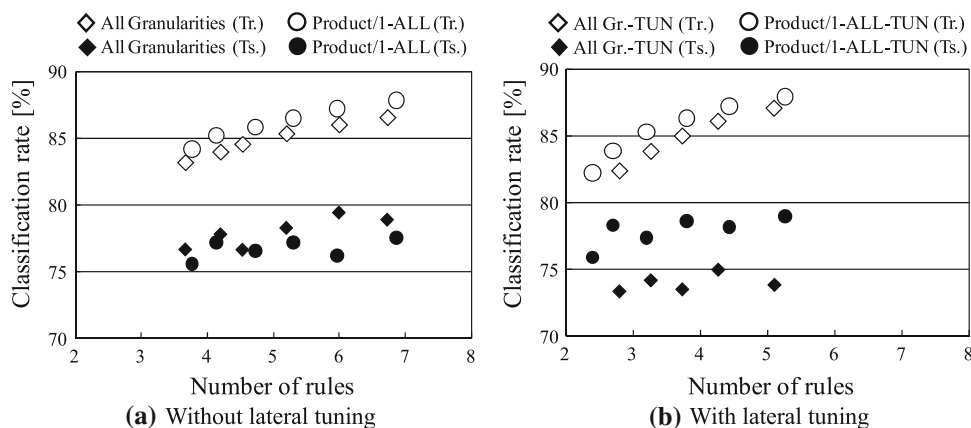 All Granularities (Tr.) Product/1-ALL (Tr.)
All Granularities (Ts.) Product/1-ALL (Ts.)
90
85
80
75
70
Classification rate [%]
2 3 4 5 6 7 8
Number of rules
(a) Without lateral tuning
All Gr.-TUN (Tr.) Product/1-ALL-TUN (Tr.)
All Gr.-TUN (Ts.) Product/1-ALL-TUN (Ts.)
90
85
80
75
70
Classification rate [%]
2 3 4 5 6 7 8
Number of rules
(b) With lateral tuning